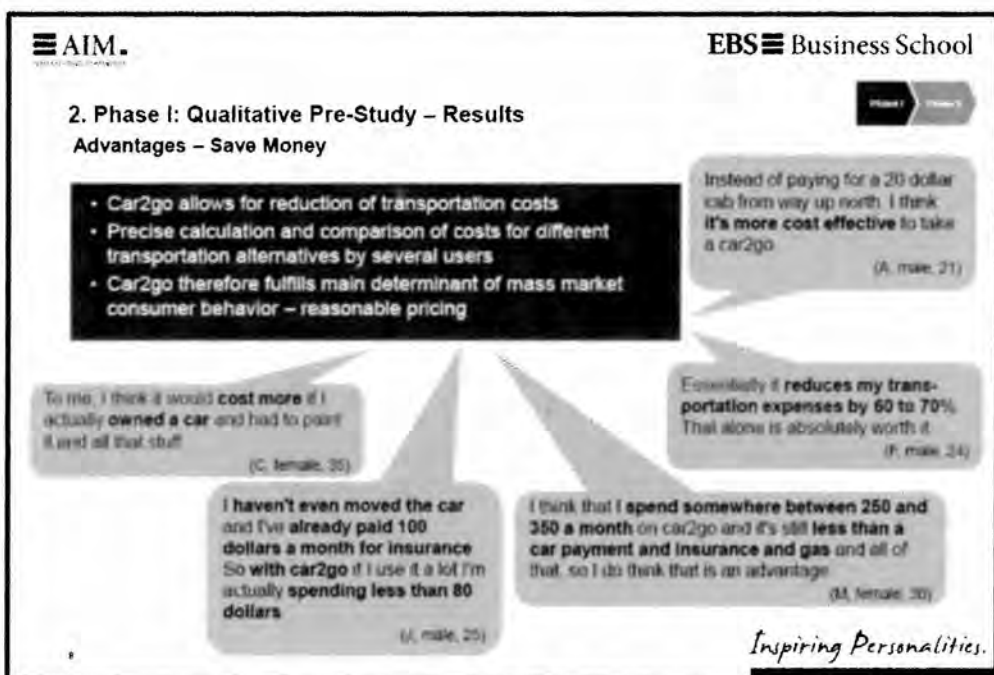 AIM.
EBS Business School
2. Phase I: Qualitative Pre-Study – Results
Advantages – Save Money
Phase I
Phase II
• Car2go allows for reduction of transportation costs
• Precise calculation and comparison of costs for different
transportation alternatives by several users
• Car2go therefore fulfills main determinant of mass market
consumer behavior – reasonable pricing
Instead of paying for a 20 dollar
cab from way up north. I think
it's more cost effective to take
a car2go
(A, male, 21)
Essentially it reduces my trans-
portation expenses by 60 to 70%
That alone is absolutely worth it
(F, male, 24)
To me, I think it would cost more if I
actually owned a car and had to
it and all that stuff
(C, female, 35)
I haven't even moved the car
and I've already paid 100
dollars a month for insurance
So with car2go if I use it a lot I'm
actually spending less than 80
dollars
(J, male, 25)
I think that I spend somewhere between 250 and
350 a month on car2go and it's still less than a
car payment and insurance and gas and all of
that, so I do think that is an advantage
(M, female, 30)
8
Inspiring Personalities.